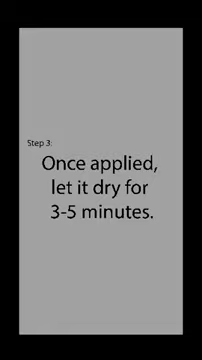 Step 3:
Once applied,
let it dry for
3-5 minutes.